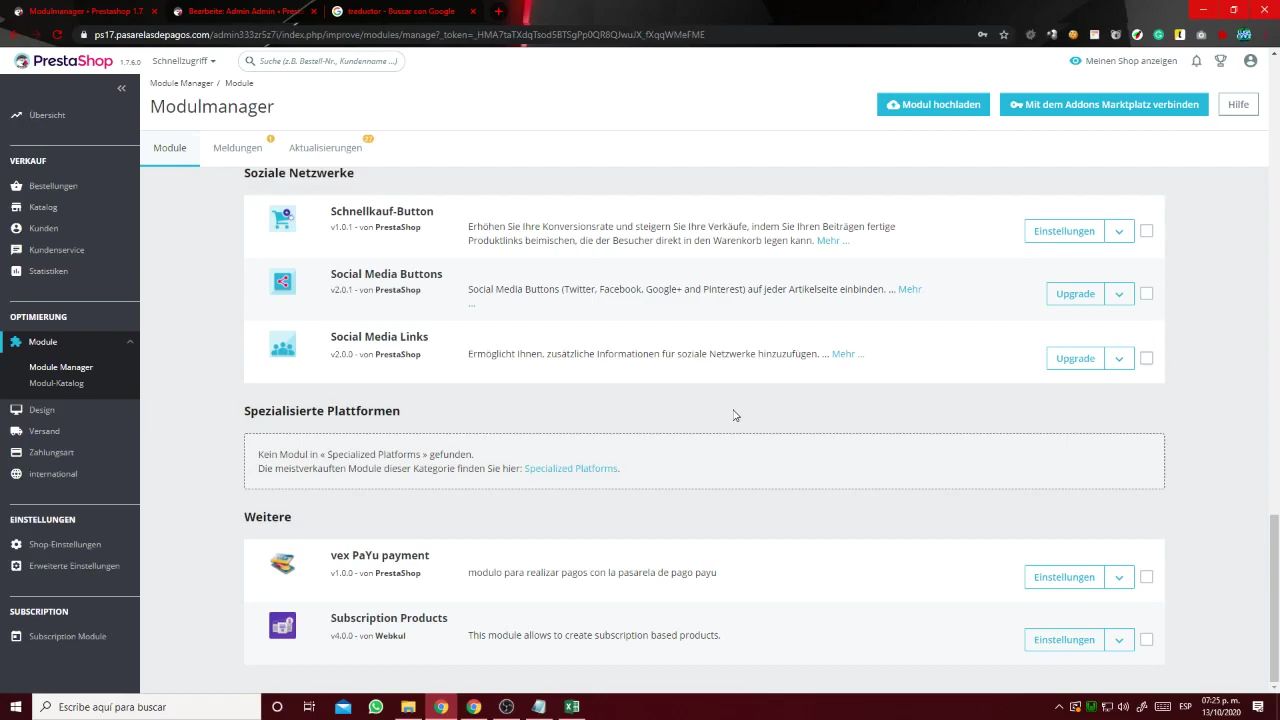 Modulmanager • Prestashop 1.7
Bearbeite: Admin Admin • Prest
traductor - Buscar con Google
ps17.pasarelasdepagos.com/admin333zr5z7i/index.php/improve/modules/manage?_token=_HMA7taTXdqTsod5BTSgPp0QR8QJwuJX_fXqqWMeFME
PrestaShop 1.7.6.0
Schnellzugriff
Suche (z.B. Bestell-Nr., Kundenname ...)
Meinen Shop anzeigen
Module Manager / Module
Modulmanager
Modul hochladen
Mit dem Addons Marktplatz verbinden
Hilfe
Module
Meldungen 1
Aktualisierungen 27
Übersicht
VERKAUF
Bestellungen
Katalog
Kunden
Kundenservice
Statistiken
OPTIMIERUNG
Module
Module Manager
Modul-Katalog
Design
Versand
Zahlungsart
international
EINSTELLUNGEN
Shop-Einstellungen
Erweiterte Einstellungen
SUBSCRIPTION
Subscription Module
Soziale Netzwerke
Schnellkauf-Button
v1.0.1 - von PrestaShop
Erhöhen Sie Ihre Konversionsrate und steigern Sie Ihre Verkäufe, indem Sie Ihren Beiträgen fertige
Produktlinks beimischen, die der Besucher direkt in den Warenkorb legen kann. Mehr ...
Einstellungen
Social Media Buttons
v2.0.1 - von PrestaShop
Social Media Buttons (Twitter, Facebook, Google+ and Pinterest) auf jeder Artikelseite einbinden. ... Mehr
...
Upgrade
Social Media Links
v2.0.0 - von PrestaShop
Ermöglicht Ihnen, zusätzliche Informationen für soziale Netzwerke hinzuzufügen. ... Mehr ...
Upgrade
Spezialisierte Plattformen
Kein Modul in « Specialized Platforms » gefunden.
Die meistverkauften Module dieser Kategorie finden Sie hier: Specialized Platforms.
Weitere
vex PaYu payment
v1.0.0 - von PrestaShop
modulo para realizar pagos con la pasarela de pago payu
Einstellungen
Subscription Products
v4.0.0 - von Webkul
This module allows to create subscription based products.
Einstellungen
Escribe aquí para buscar
ESP
07:25 p. m.
13/10/2020